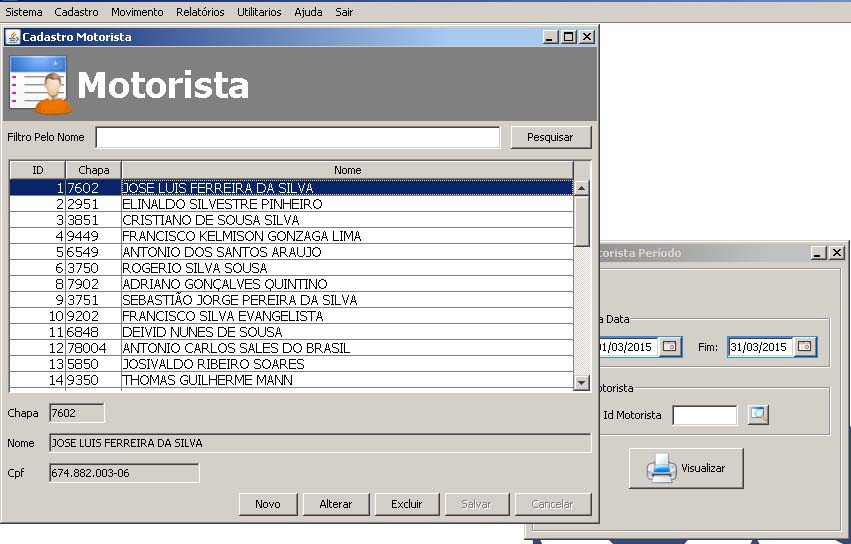 Sistema Cadastro Movimento Relatórios Utilitarios Ajuda Sair
Cadastro Motorista
Motorista
Filtro Pelo Nome
Pesquisar
ID Chapa Nome
1 7602 JOSE LUIS FERREIRA DA SILVA
2 2951 ELINALDO SILVESTRE PINHEIRO
3 3851 CRISTIANO DE SOUSA SILVA
4 9449 FRANCISCO KELMISON GONZAGA LIMA
5 6549 ANTONIO DOS SANTOS ARAUJO
6 3750 ROGERIO SILVA SOUSA
8 7902 ADRIANO GONÇALVES QUINTINO
9 3751 SEBASTIÃO JORGE PEREIRA DA SILVA
10 9202 FRANCISCO SILVA EVANGELISTA
11 6848 DEIVID NUNES DE SOUSA
12 78004 ANTONIO CARLOS SALES DO BRASIL
13 5850 JOSIVALDO RIBEIRO SOARES
14 9350 THOMAS GUILHERME MANN
Chapa 7602
Nome JOSE LUIS FERREIRA DA SILVA
Cpf 674.882.003-06
Novo Alterar Excluir Salvar Cancelar
torista Período
a Data
01/03/2015 Fim: 31/03/2015
otorista
Id Motorista
Visualizar